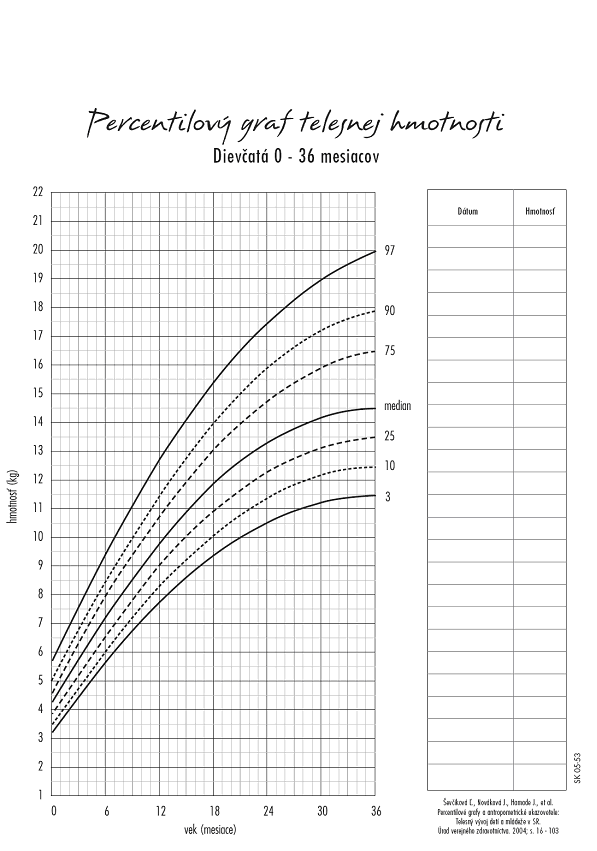 Percentilový graf telesnej hmotnosti
Dievčatá 0 - 36 mesiacov
22
21
20
19
18
17
16
15
14
13
12
11
10
9
8
7
6
5
4
3
2
1
hmotnosť (kg)
97
90
75
median
25
10
3
0 6 12 18 24 30 36
vek (mesiace)
Dátum Hmotnosť
SK 05-53
Ševčíková Ľ., Nováková J., Hamade J., et al.
Percentilové grafy a antropometrické ukazovatele:
Telesný vývoj detí a mládeže v SR.
Úrad verejného zdravotníctva. 2004; s. 16 - 103